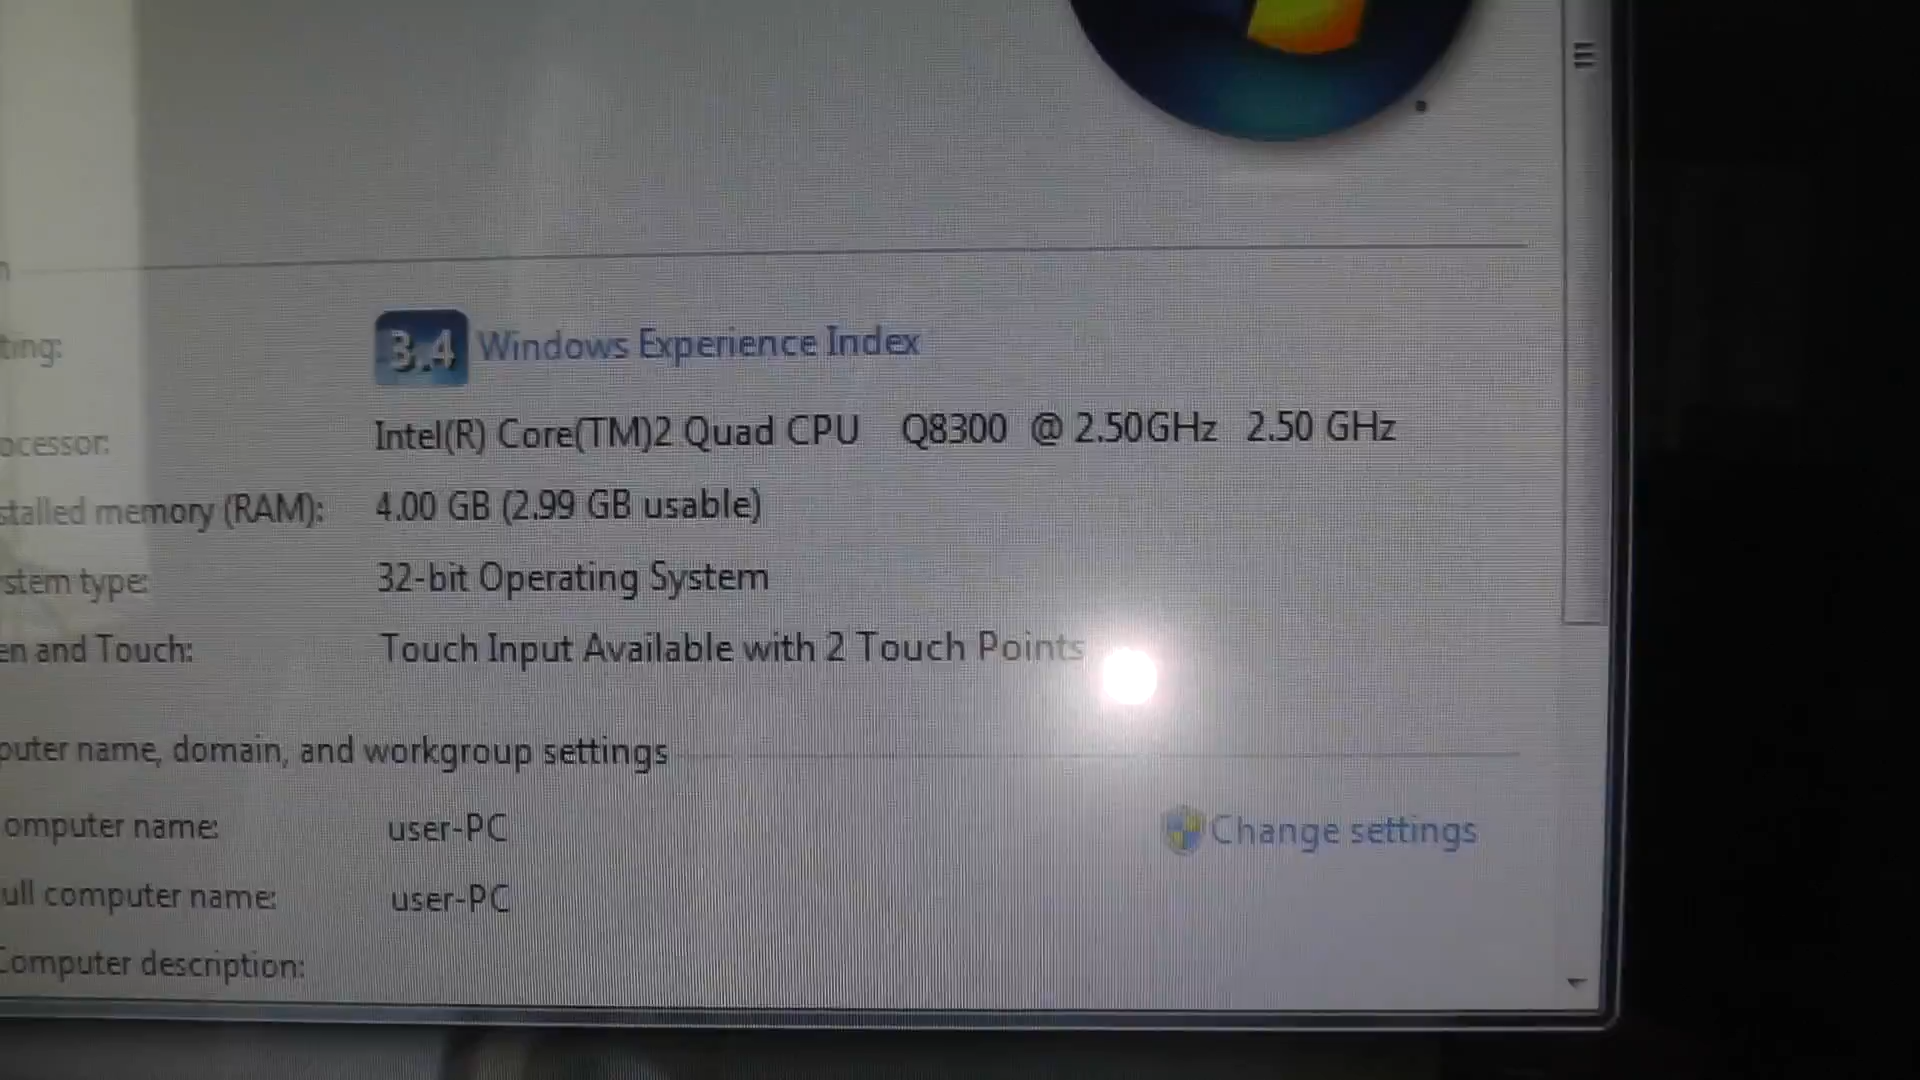 ting: 3.4 Windows Experience Index
ocessor: Intel(R) Core(TM)2 Quad CPU Q8300 @ 2.50GHz 2.50 GHz
stalled memory (RAM): 4.00 GB (2.99 GB usable)
stem type: 32-bit Operating System
en and Touch: Touch Input Available with 2 Touch Points
puter name, domain, and workgroup settings
omputer name: user-PC Change settings
ull computer name: user-PC
Computer description: